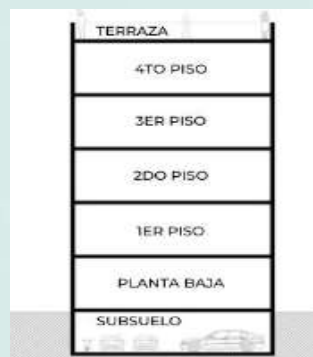 TERRAZA
4TO PISO
3ER PISO
2DO PISO
1ER PISO
PLANTA BAJA
SUBSUELO